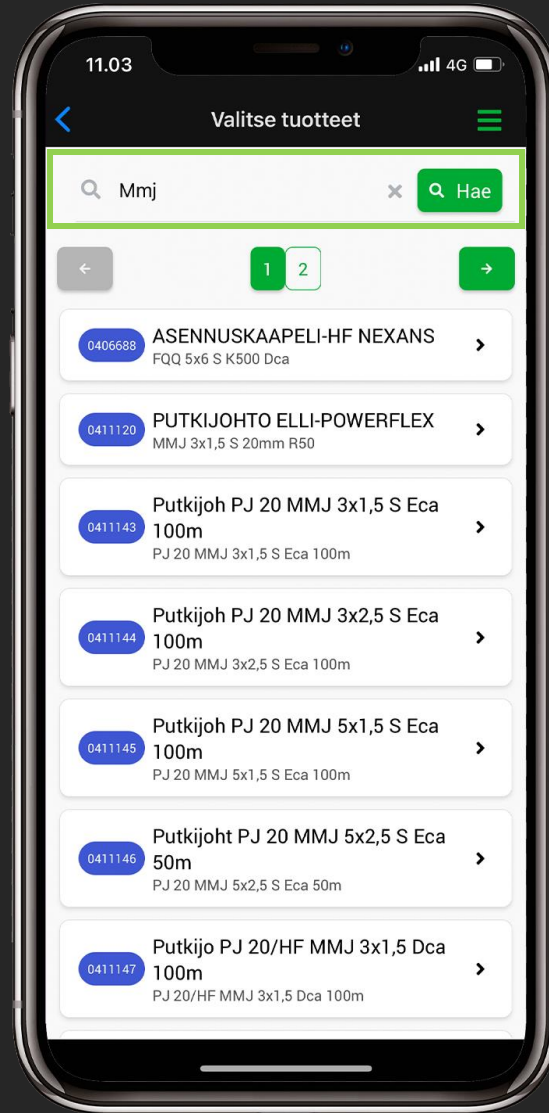 11.03
4G
Valitse tuotteet
Mmj
Hae
1 2
0406688
ASENNUSKAAPELI-HF NEXANS
FQQ 5x6 S K500 Dca
0411120
PUTKIJOHTO ELLI-POWERFLEX
MMJ 3x1,5 S 20mm R50
0411143
Putkijoh PJ 20 MMJ 3x1,5 S Eca
100m
PJ 20 MMJ 3x1,5 S Eca 100m
0411144
Putkijoh PJ 20 MMJ 3x2,5 S Eca
100m
PJ 20 MMJ 3x2,5 S Eca 100m
0411145
Putkijoh PJ 20 MMJ 5x1,5 S Eca
100m
PJ 20 MMJ 5x1,5 S Eca 100m
0411146
Putkijoht PJ 20 MMJ 5x2,5 S Eca
50m
PJ 20 MMJ 5x2,5 S Eca 50m
0411147
Putkijo PJ 20/HF MMJ 3x1,5 Dca
100m
PJ 20/HF MMJ 3x1,5 Dca 100m